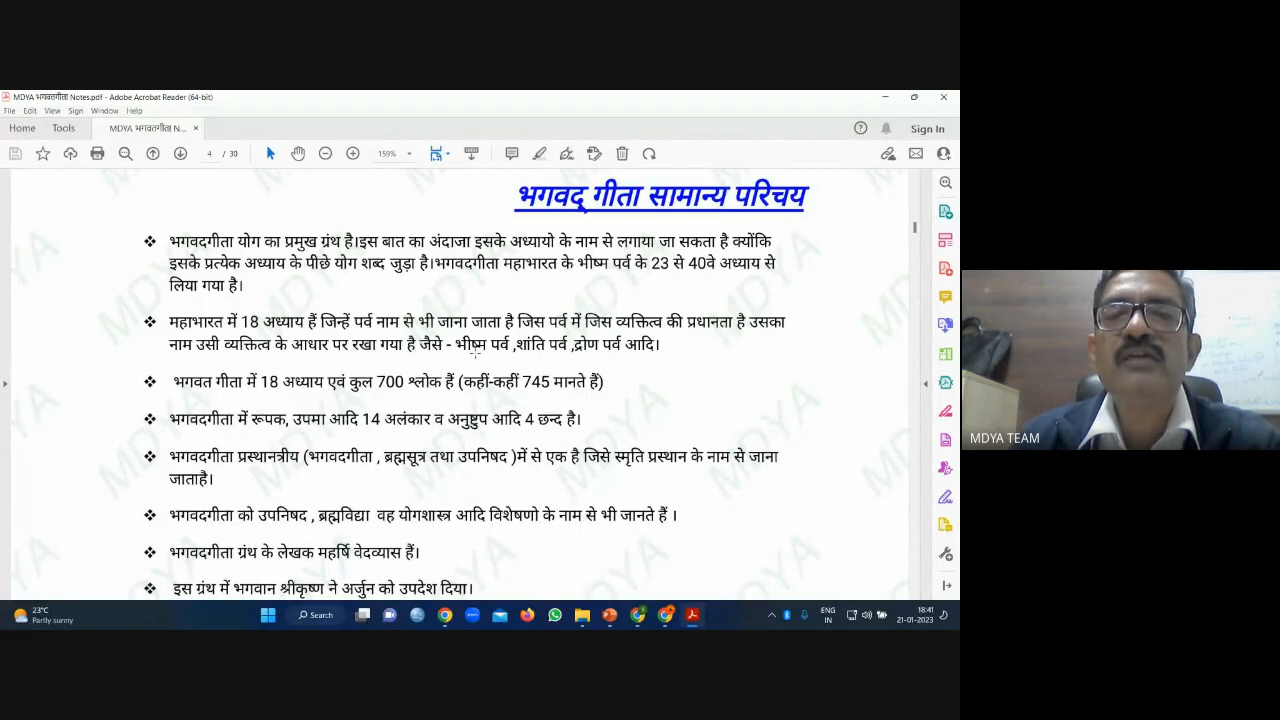 MDYA भगवतगीता Notes.pdf - Adobe Acrobat Reader (64-bit)
File Edit View Sign Window Help
Home Tools MDYA भगवतगीता N... × Sign In
4 / 30 159%
भगवद् गीता सामान्य परिचय
❖ भगवदगीता योग का प्रमुख ग्रंथ है।इस बात का अंदाजा इसके अध्यायो के नाम से लगाया जा सकता है क्योंकि
इसके प्रत्येक अध्याय के पीछे योग शब्द जुड़ा है।भगवदगीता महाभारत के भीष्म पर्व के 23 से 40वे अध्याय से
लिया गया है।
❖ महाभारत में 18 अध्याय हैं जिन्हें पर्व नाम से भी जाना जाता है जिस पर्व में जिस व्यक्तित्व की प्रधानता है उसका
नाम उसी व्यक्तित्व के आधार पर रखा गया है जैसे - भीष्म पर्व ,शांति पर्व ,द्रोण पर्व आदि।
❖ भगवत गीता में 18 अध्याय एवं कुल 700 श्लोक हैं (कहीं-कहीं 745 मानते हैं)
❖ भगवदगीता में रूपक, उपमा आदि 14 अलंकार व अनुष्टुप आदि 4 छन्द है।
❖ भगवदगीता प्रस्थानत्रीय (भगवदगीता , ब्रह्मसूत्र तथा उपनिषद )में से एक है जिसे स्मृति प्रस्थान के नाम से जाना
जाताहै।
❖ भगवदगीता को उपनिषद , ब्रह्मविद्या वह योगशास्त्र आदि विशेषणो के नाम से भी जानते हैं ।
❖ भगवदगीता ग्रंथ के लेखक महर्षि वेदव्यास हैं।
❖ इस ग्रंथ में भगवान श्रीकृष्ण ने अर्जुन को उपदेश दिया।
MDYA TEAM
23°C
Partly sunny
Search
ENG
IN
18:41
21-01-2023